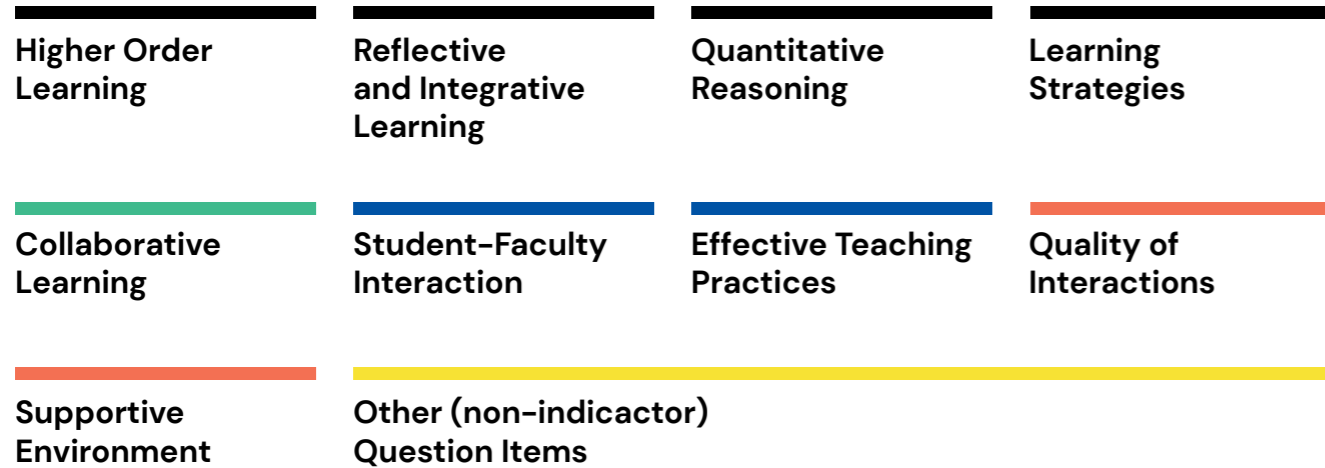 Higher Order
Learning
Reflective
and Integrative
Learning
Quantitative
Reasoning
Learning
Strategies
Collaborative
Learning
Student-Faculty
Interaction
Effective Teaching
Practices
Quality of
Interactions
Supportive
Environment
Other (non-indicactor)
Question Items